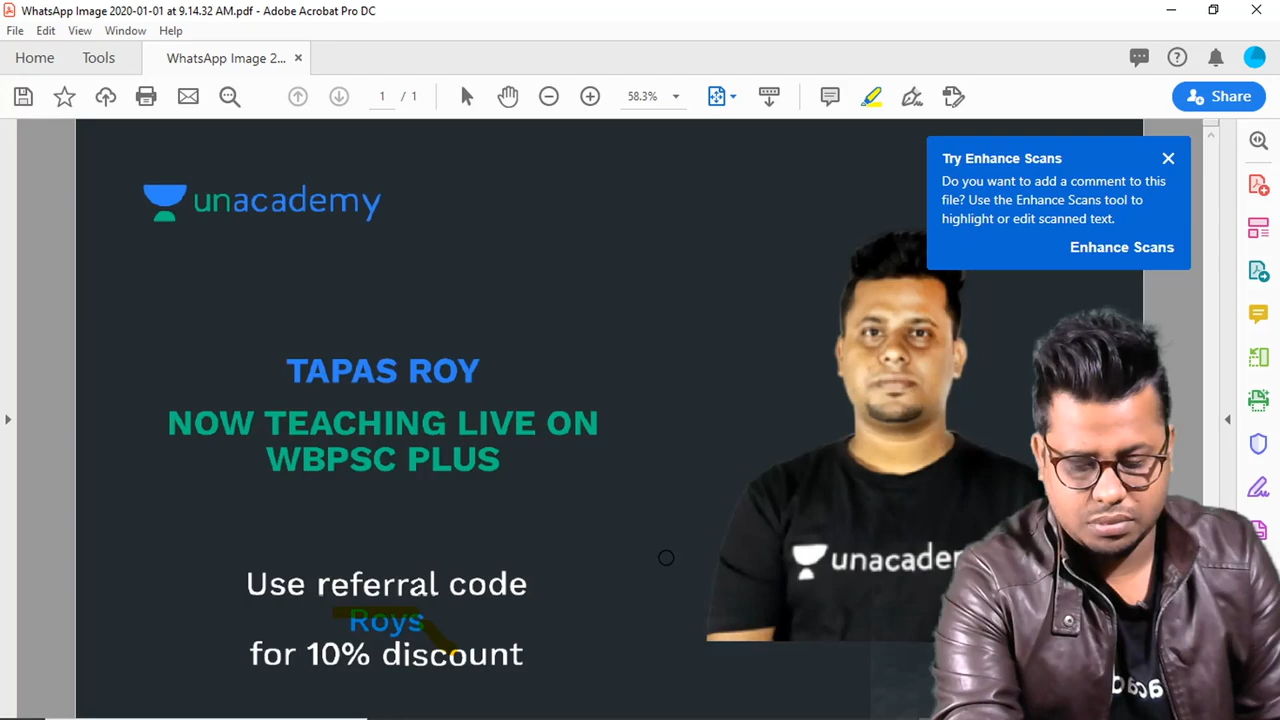 WhatsApp Image 2020-01-01 at 9.14.32 AM.pdf - Adobe Acrobat Pro DC
File Edit View Window Help
Home Tools WhatsApp Image 2... ×
1 / 1 58.3% Share
Try Enhance Scans
Do you want to add a comment to this
file? Use the Enhance Scans tool to
highlight or edit scanned text.
Enhance Scans
unacademy
TAPAS ROY
NOW TEACHING LIVE ON
WBPSC PLUS
Use referral code
Roys
for 10% discount
unacadem